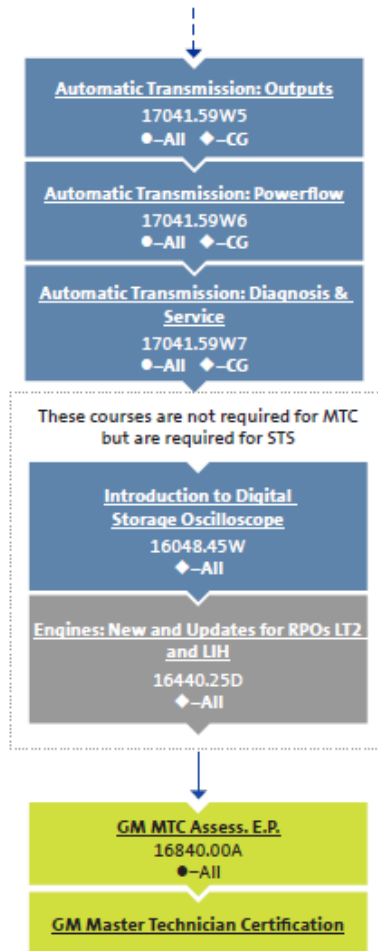 Automatic Transmission: Outputs
17041.59W5
●–All ◆–CG
Automatic Transmission: Powerflow
17041.59W6
●–All ◆–CG
Automatic Transmission: Diagnosis &
Service
17041.59W7
●–All ◆–CG
These courses are not required for MTC
but are required for STS
Introduction to Digital
Storage Oscilloscope
16048.45W
◆–All
Engines: New and Updates for RPOs LT2
and LIH
16440.25D
◆–All
GM MTC Assess. E.P.
16840.00A
●–All
GM Master Technician Certification